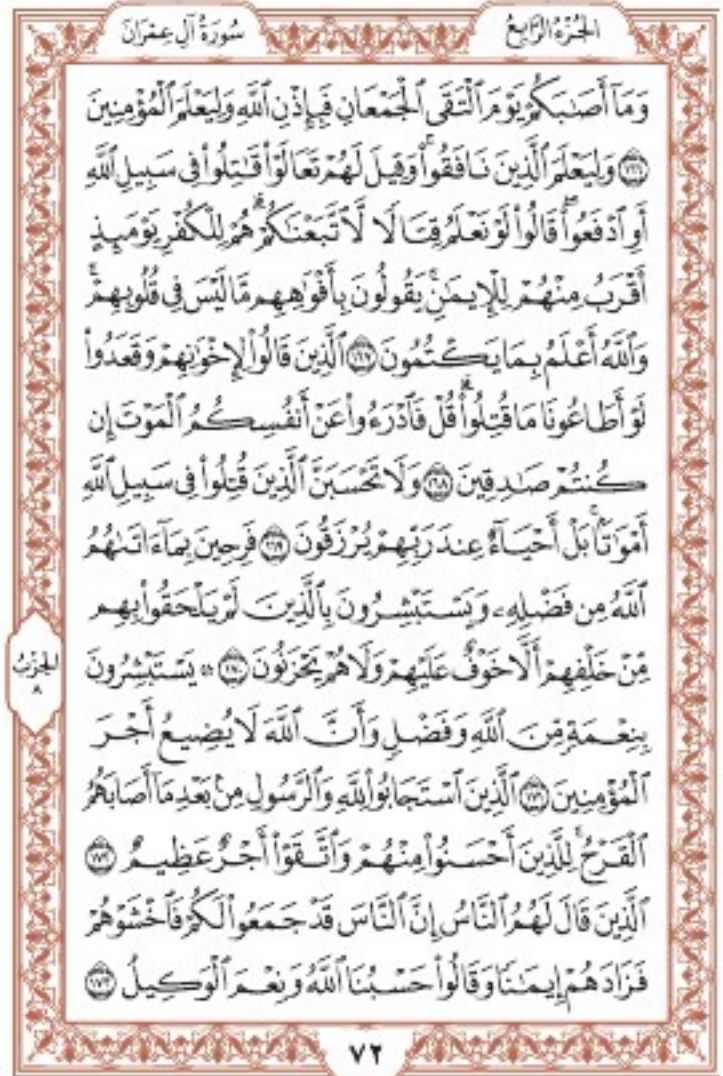 الجزء الرابع
سورة آل عمران
وَمَآ أَصَٰبَكُمۡ يَوۡمَ ٱلۡتَقَى ٱلۡجَمۡعَانِ فَبِإِذۡنِ ٱللَّهِ وَلِيَعۡلَمَ ٱلۡمُؤۡمِنِينَ
۝١٦٦ وَلِيَعۡلَمَ ٱلَّذِينَ نَافَقُواْۚ وَقِيلَ لَهُمۡ تَعَالَوۡاْ قَٰتِلُواْ فِي سَبِيلِ ٱللَّهِ
أَوِ ٱدۡفَعُواْۖ قَالُواْ لَوۡ نَعۡلَمُ قِتَالٗا لَّٱتَّبَعۡنَٰكُمۡۗ هُمۡ لِلۡكُفۡرِ يَوۡمَئِذٍ
أَقۡرَبُ مِنۡهُمۡ لِلۡإِيمَٰنِۚ يَقُولُونَ بِأَفۡوَٰهِهِم مَّا لَيۡسَ فِي قُلُوبِهِمۡۚ
وَٱللَّهُ أَعۡلَمُ بِمَا يَكۡتُمُونَ ۝١٦٧ ٱلَّذِينَ قَالُواْ لِإِخۡوَٰنِهِمۡ وَقَعَدُواْ
لَوۡ أَطَاعُونَا مَا قُتِلُواْۗ قُلۡ فَٱدۡرَءُواْ عَنۡ أَنفُسِكُمُ ٱلۡمَوۡتَ إِن
كُنتُمۡ صَٰدِقِينَ ۝١٦٨ وَلَا تَحۡسَبَنَّ ٱلَّذِينَ قُتِلُواْ فِي سَبِيلِ ٱللَّهِ
أَمۡوَٰتَۢاۚ بَلۡ أَحۡيَآءٌ عِندَ رَبِّهِمۡ يُرۡزَقُونَ ۝١٦٩ فَرِحِينَ بِمَآ ءَاتَىٰهُمُ
ٱللَّهُ مِن فَضۡلِهِۦ وَيَسۡتَبۡشِرُونَ بِٱلَّذِينَ لَمۡ يَلۡحَقُواْ بِهِم
مِّنۡ خَلۡفِهِمۡ أَلَّا خَوۡفٌ عَلَيۡهِمۡ وَلَا هُمۡ يَحۡزَنُونَ ۝١٧٠ ۞ يَسۡتَبۡشِرُونَ
بِنِعۡمَةٖ مِّنَ ٱللَّهِ وَفَضۡلٖ وَأَنَّ ٱللَّهَ لَا يُضِيعُ أَجۡرَ
ٱلۡمُؤۡمِنِينَ ۝١٧١ ٱلَّذِينَ ٱسۡتَجَابُواْ لِلَّهِ وَٱلرَّسُولِ مِنۢ بَعۡدِ مَآ أَصَابَهُمُ
ٱلۡقَرۡحُۚ لِلَّذِينَ أَحۡسَنُواْ مِنۡهُمۡ وَٱتَّقَوۡاْ أَجۡرٌ عَظِيمٌ ۝١٧٢
ٱلَّذِينَ قَالَ لَهُمُ ٱلنَّاسُ إِنَّ ٱلنَّاسَ قَدۡ جَمَعُواْ لَكُمۡ فَٱخۡشَوۡهُمۡ
فَزَادَهُمۡ إِيمَٰنٗا وَقَالُواْ حَسۡبُنَا ٱللَّهُ وَنِعۡمَ ٱلۡوَكِيلُ ۝١٧٣
الحزب
٨
٧٢